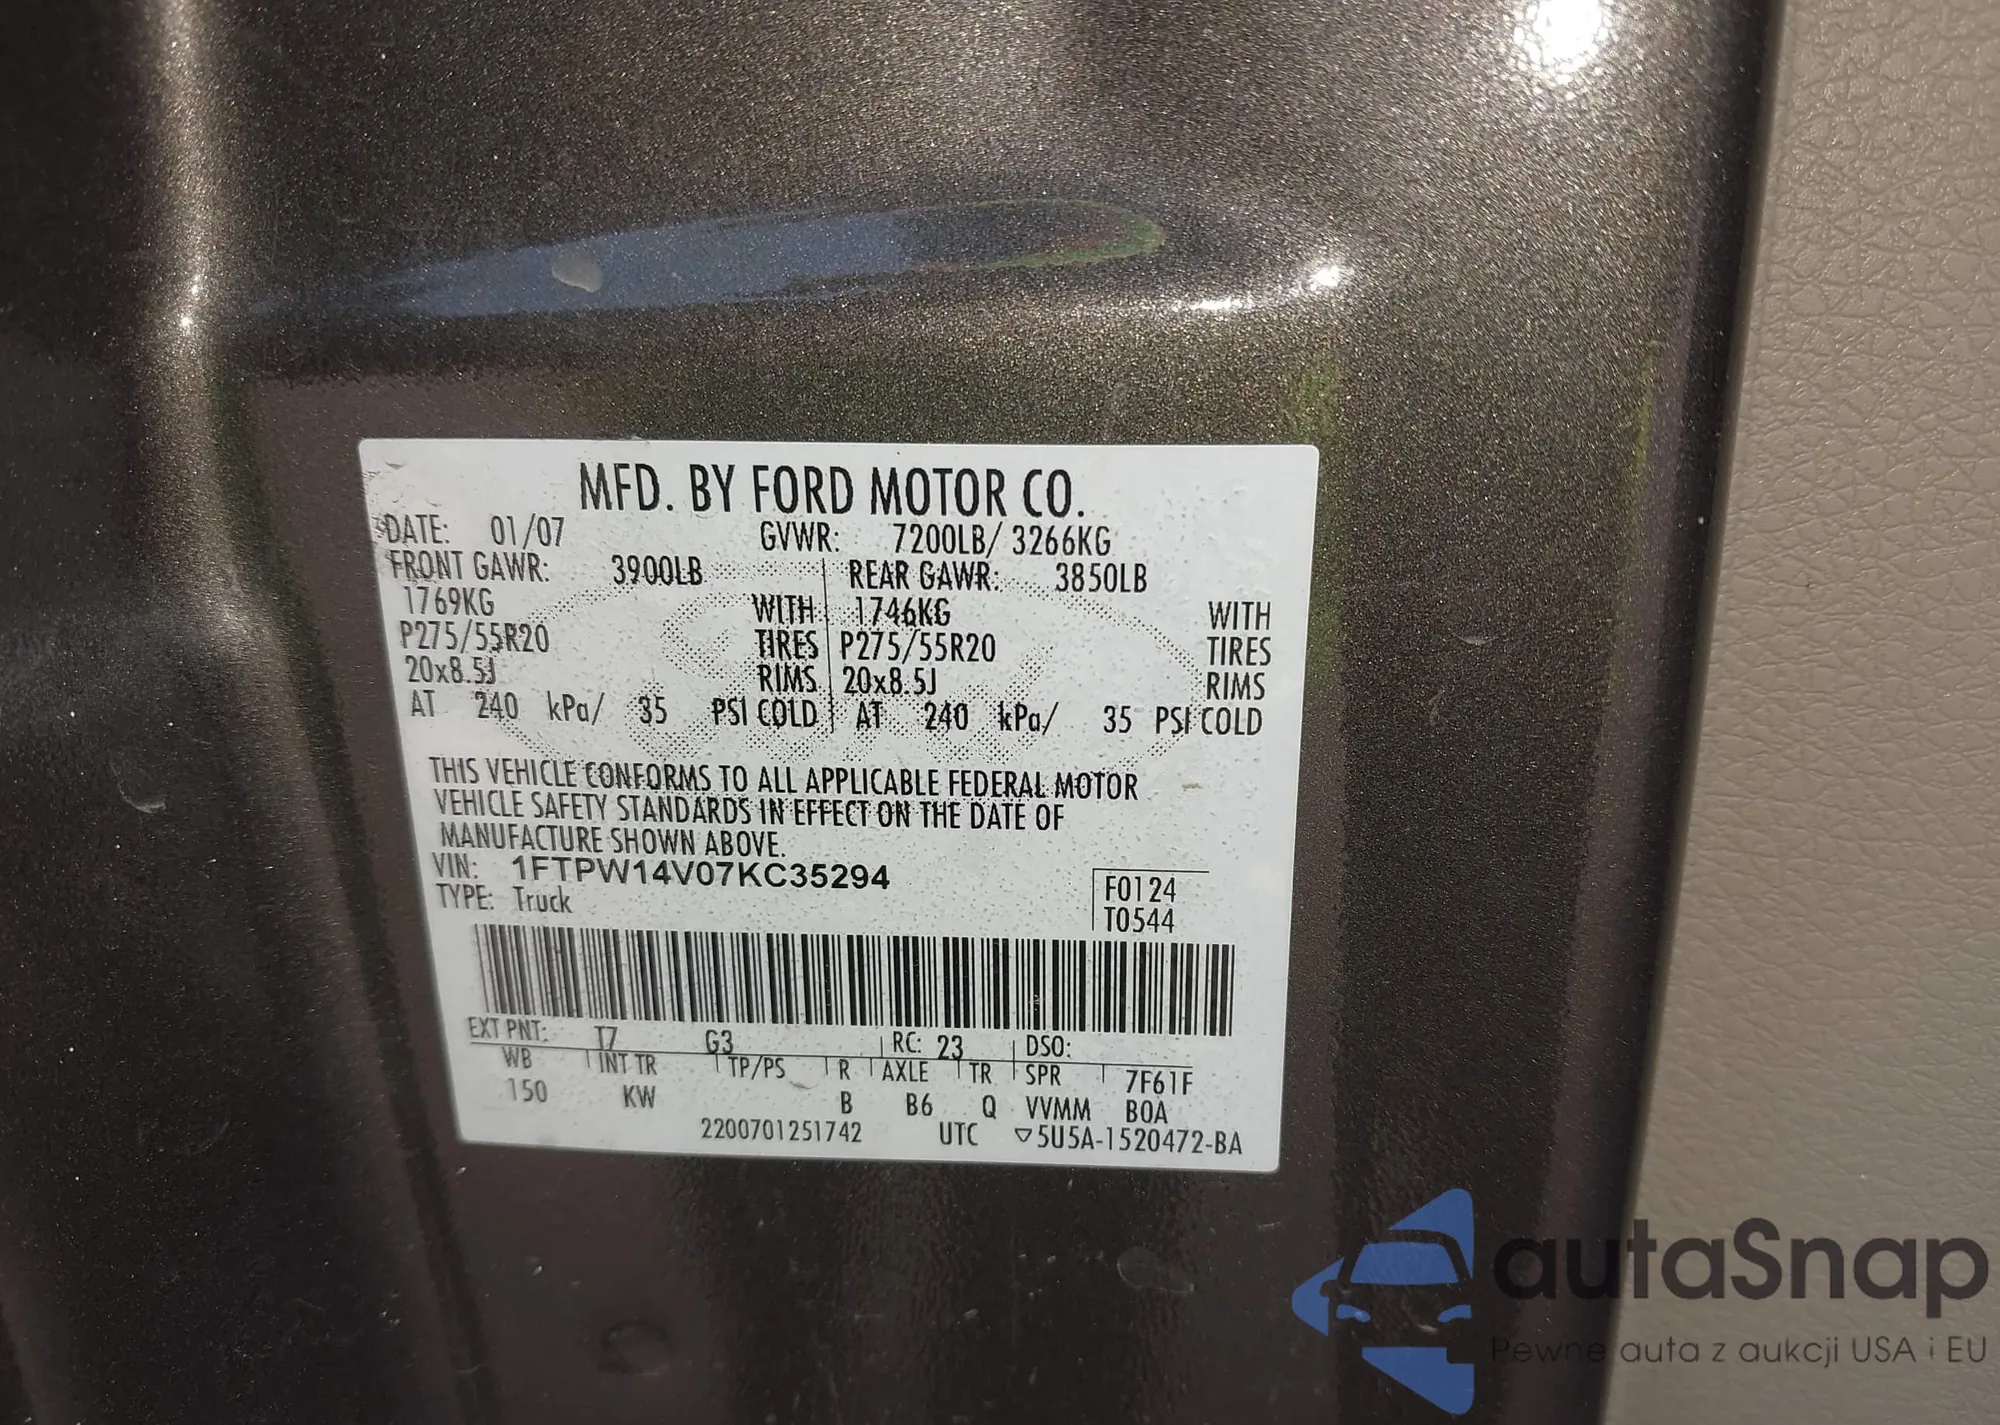 MFD. BY FORD MOTOR CO.
DATE: 01/07 GVWR: 7200LB/ 3266KG
FRONT GAWR: 3900LB REAR GAWR: 3850LB
1769KG WITH 1746KG WITH
P275/55R20 TIRES P275/55R20 TIRES
20x8.5J RIMS 20x8.5J RIMS
AT 240 kPa/ 35 PSI COLD AT 240 kPa/ 35 PSI COLD
THIS VEHICLE CONFORMS TO ALL APPLICABLE FEDERAL MOTOR
VEHICLE SAFETY STANDARDS IN EFFECT ON THE DATE OF
MANUFACTURE SHOWN ABOVE.
VIN: 1FTPW14V07KC35294
TYPE: Truck
F0124
T0544
EXT PNT: T7 G3 RC: 23 DSO:
WB INT TR TP/PS R AXLE TR SPR 7F61F
150 KW B B6 Q VVMM BOA
2200701251742 UTC ▽5U5A-1520472-BA
autaSnap
Pewne auta z aukcji USA i EU